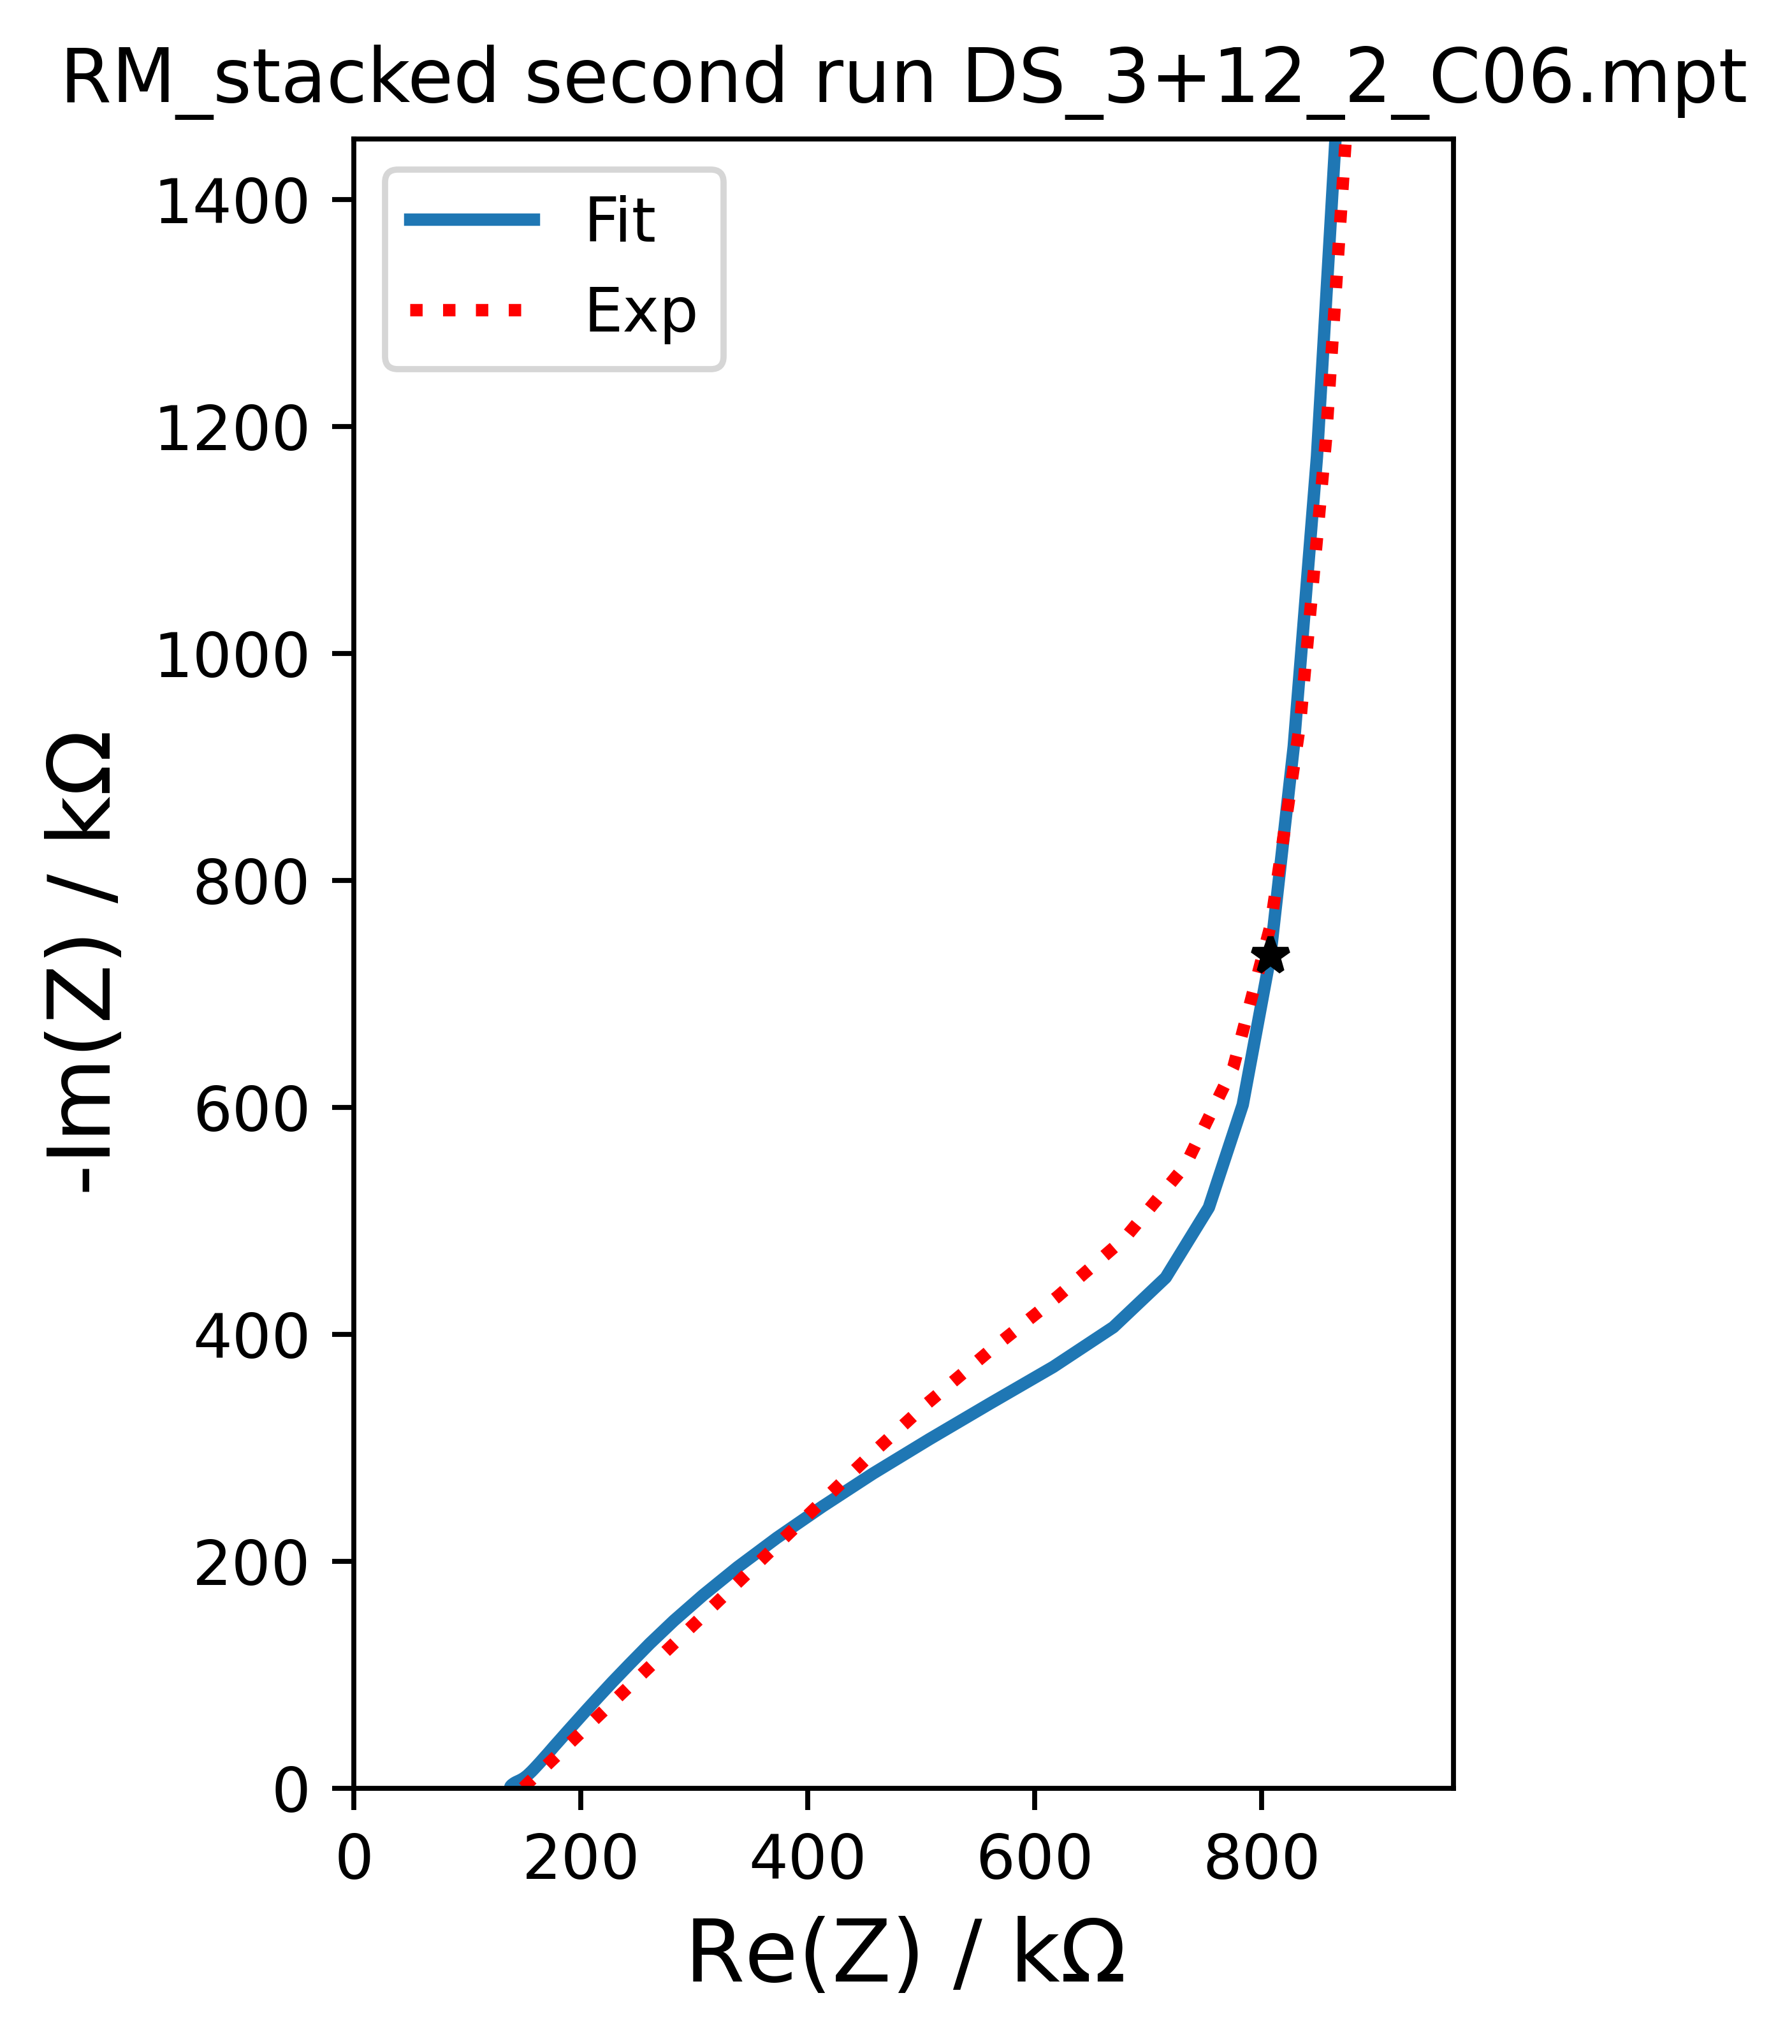 RM_stacked second run DS_3+12_2_C06.mpt
Fit
Exp
1400
1200
1000
800
600
400
200
0
-Im(Z) / kΩ
0 200 400 600 800
Re(Z) / kΩ